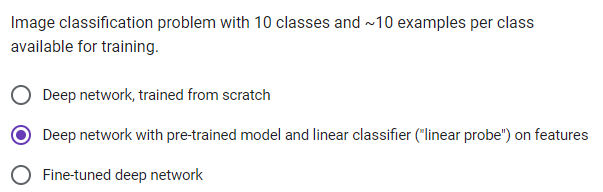 Image classification problem with 10 classes and ~10 examples per class
available for training.
Deep network, trained from scratch
Deep network with pre-trained model and linear classifier ("linear probe") on features
Fine-tuned deep network